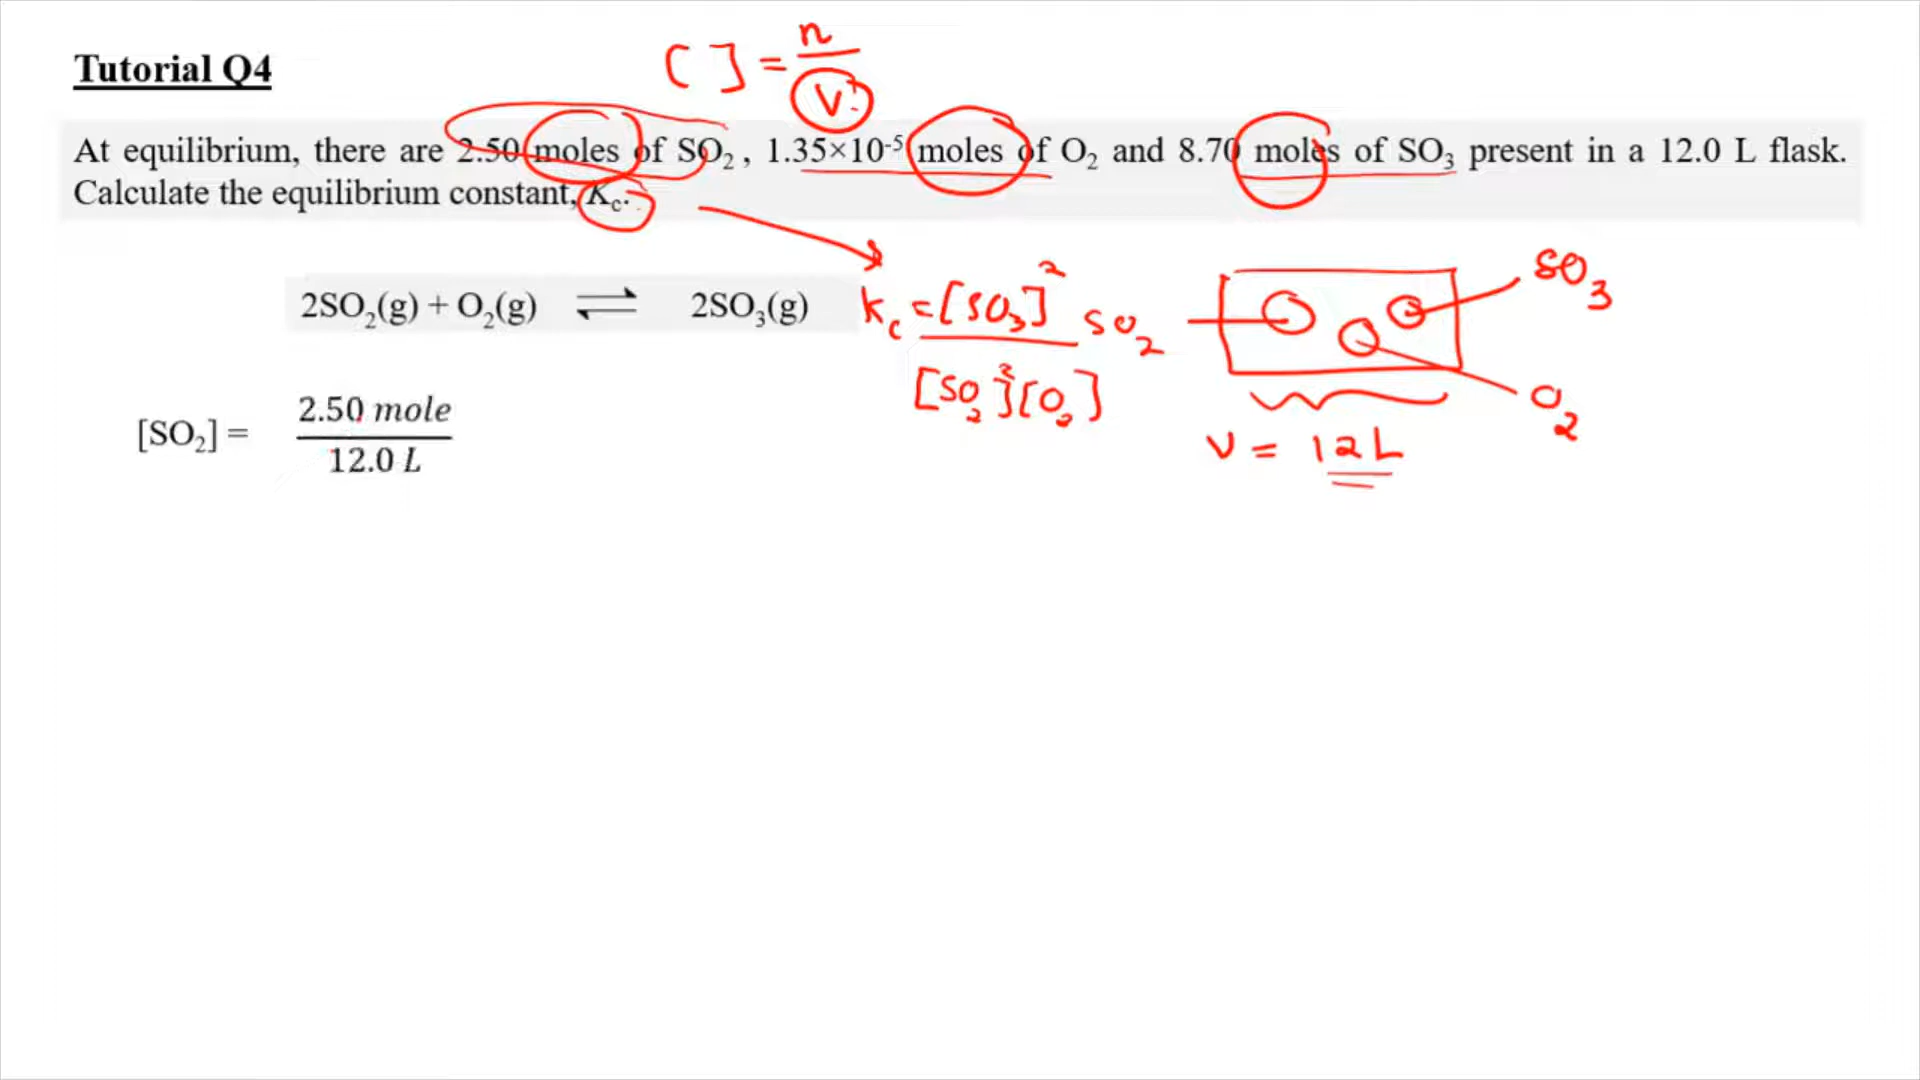 [ ] = n / V
Tutorial Q4
At equilibrium, there are 2.50 moles of SO₂ , 1.35×10⁻⁵ moles of O₂ and 8.70 moles of SO₃ present in a 12.0 L flask.
Calculate the equilibrium constant, Kc.
2SO₂(g) + O₂(g) ⇌ 2SO₃(g)
Kc = [SO₃]² / [SO₂]²[O₂]
SO₂
SO₃
O₂
V = 12L
[SO₂] = 2.50 mole / 12.0 L